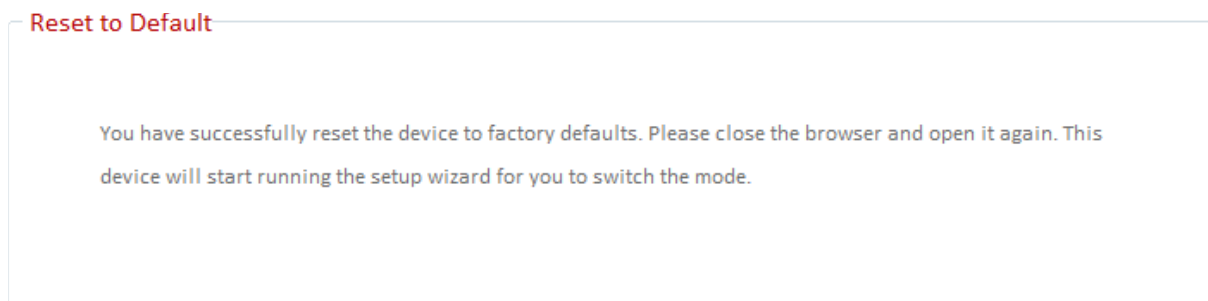 Reset to Default
You have successfully reset the device to factory defaults. Please close the browser and open it again. This
device will start running the setup wizard for you to switch the mode.